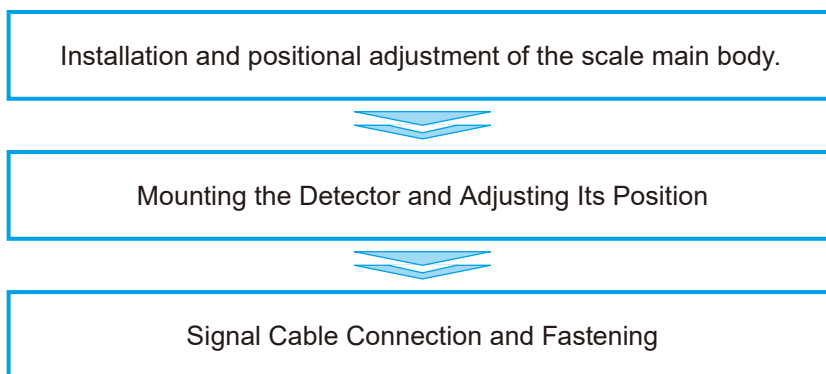 Installation and positional adjustment of the scale main body.
Mounting the Detector and Adjusting Its Position
Signal Cable Connection and Fastening